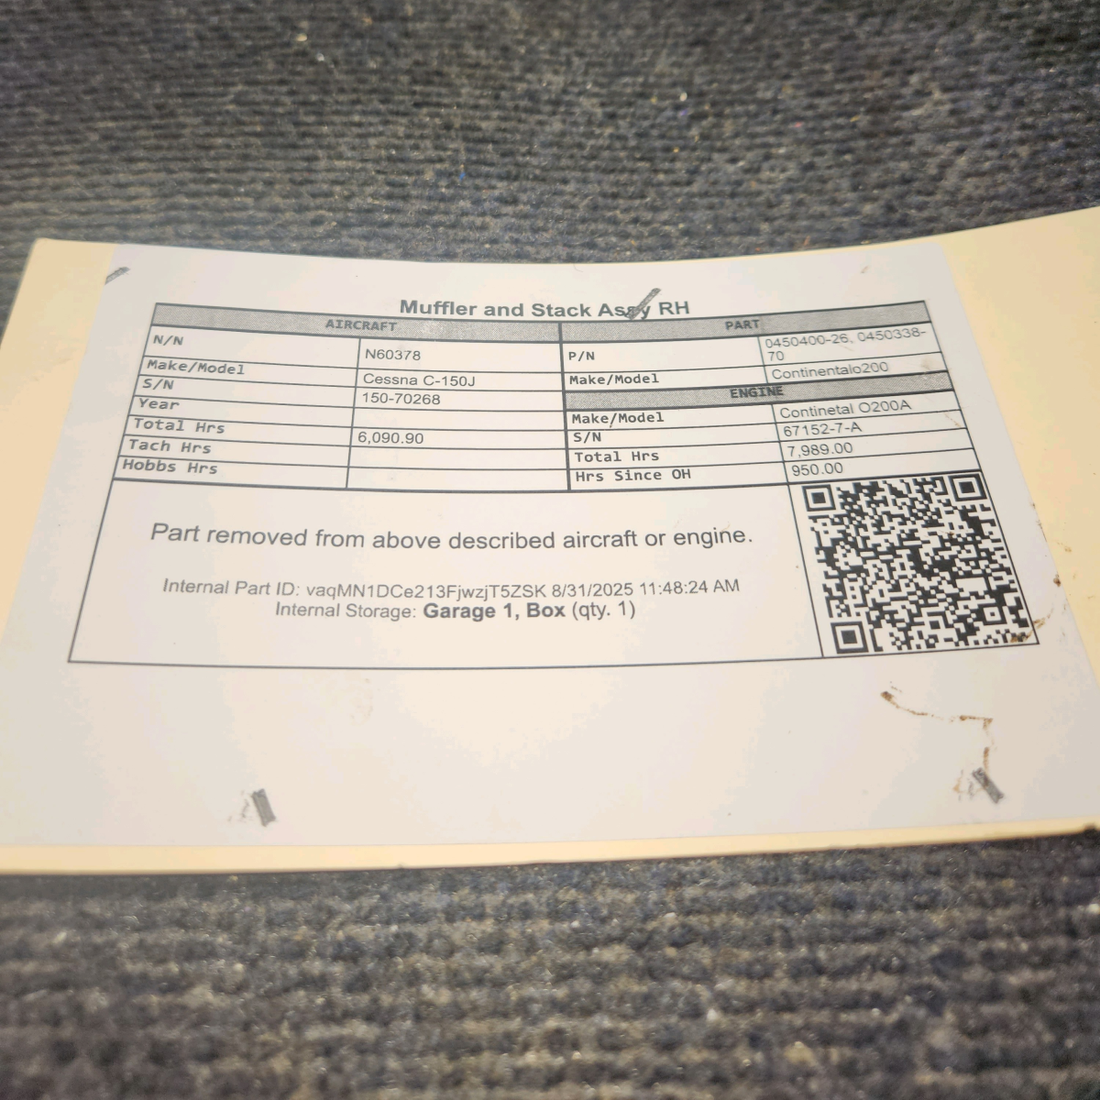 Muffler and Stack Assy RH
AIRCRAFT
N/N N60378
Make/Model Cessna C-150J
S/N 150-70268
Year
Total Hrs 6,090.90
Tach Hrs
Hobbs Hrs
PART
P/N 0450400-26, 0450338-
70
Make/Model Continentalo200
ENGINE
Make/Model Continetal O200A
S/N 67152-7-A
Total Hrs 7,989.00
Hrs Since OH 950.00
Part removed from above described aircraft or engine.
Internal Part ID: vaqMN1DCe213FjwzjT5ZSK 8/31/2025 11:48:24 AM
Internal Storage: Garage 1, Box (qty. 1)